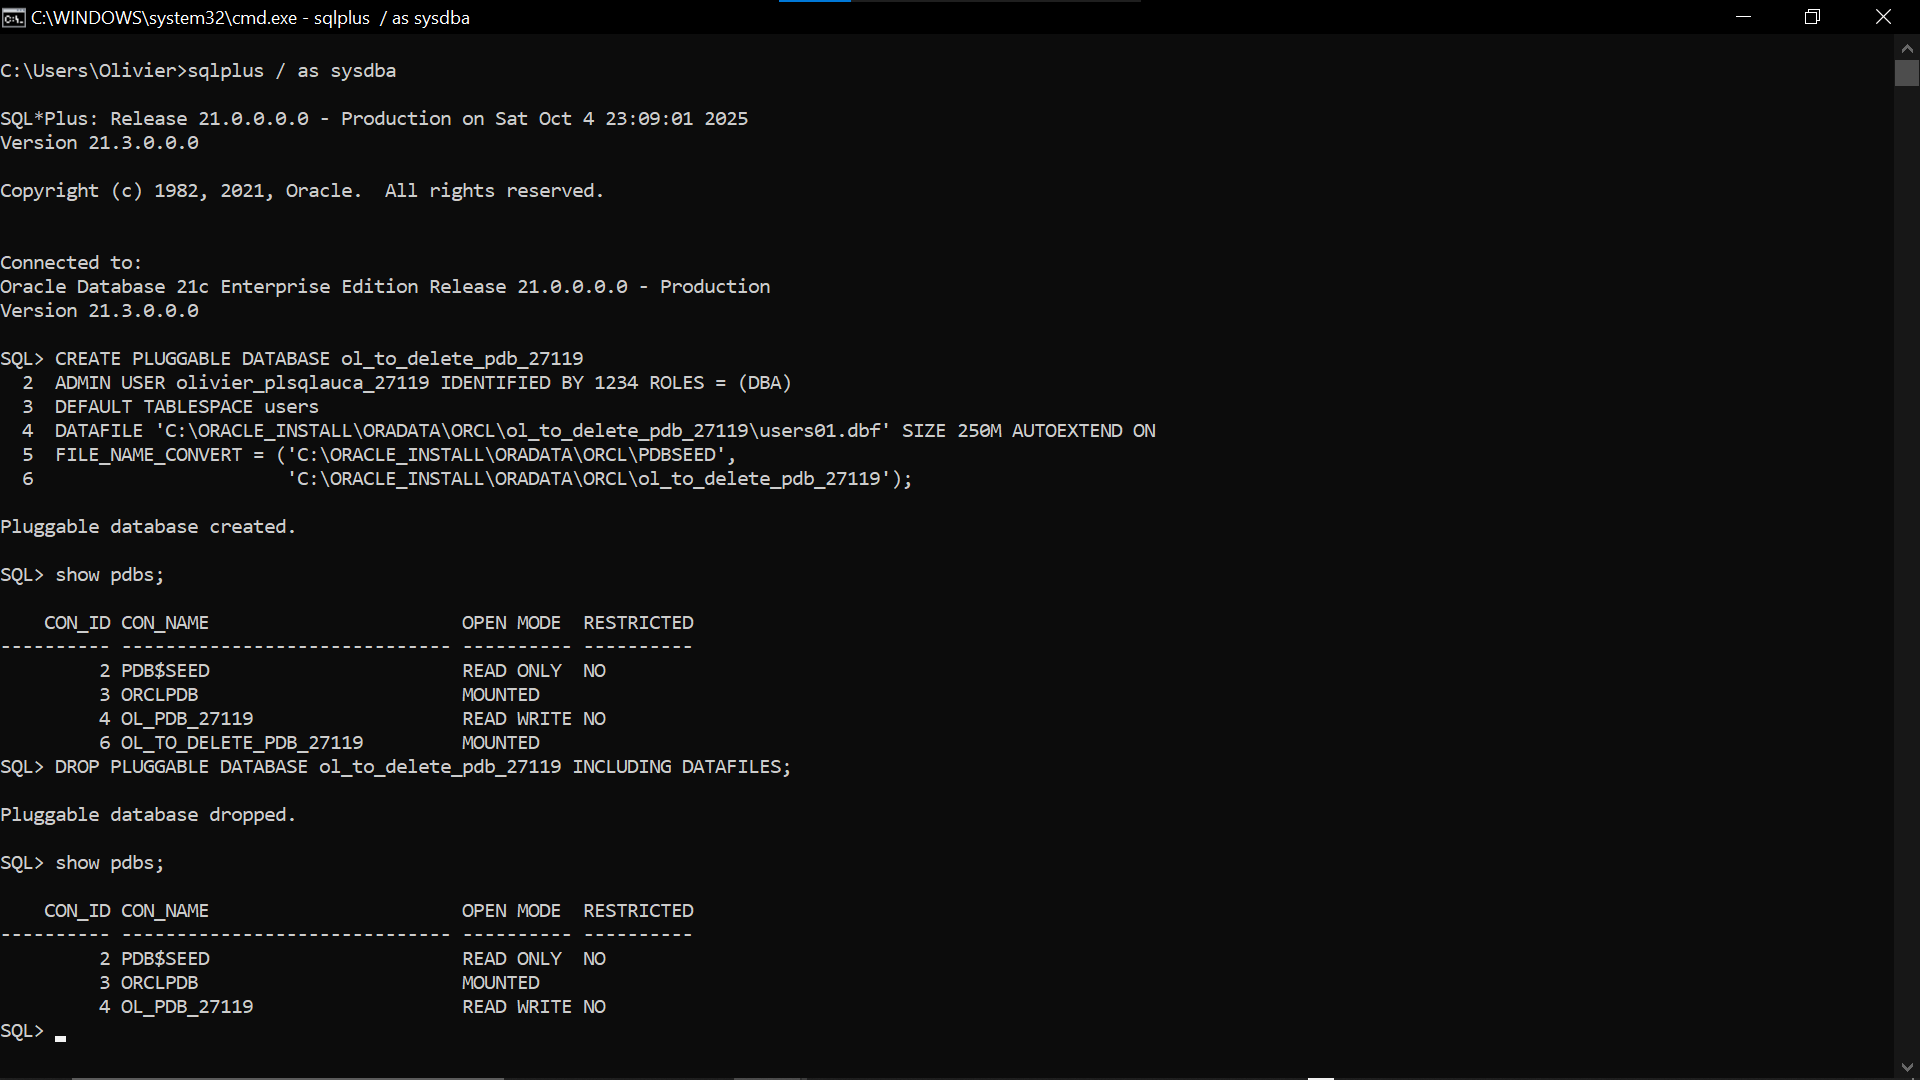 C:\WINDOWS\system32\cmd.exe - sqlplus  / as sysdba
C:\Users\Olivier>sqlplus / as sysdba
SQL*Plus: Release 21.0.0.0.0 - Production on Sat Oct 4 23:09:01 2025
Version 21.3.0.0.0
Copyright (c) 1982, 2021, Oracle.  All rights reserved.
Connected to:
Oracle Database 21c Enterprise Edition Release 21.0.0.0.0 - Production
Version 21.3.0.0.0
SQL> CREATE PLUGGABLE DATABASE ol_to_delete_pdb_27119
  2  ADMIN USER olivier_plsqlauca_27119 IDENTIFIED BY 1234 ROLES = (DBA)
  3  DEFAULT TABLESPACE users
  4  DATAFILE 'C:\ORACLE_INSTALL\ORADATA\ORCL\ol_to_delete_pdb_27119\users01.dbf' SIZE 250M AUTOEXTEND ON
  5  FILE_NAME_CONVERT = ('C:\ORACLE_INSTALL\ORADATA\ORCL\PDBSEED',
  6                       'C:\ORACLE_INSTALL\ORADATA\ORCL\ol_to_delete_pdb_27119');
Pluggable database created.
SQL> show pdbs;
    CON_ID CON_NAME                       OPEN MODE  RESTRICTED
---------- ------------------------------ ---------- ----------
         2 PDB$SEED                       READ ONLY  NO
         3 ORCLPDB                        MOUNTED
         4 OL_PDB_27119                   READ WRITE NO
         6 OL_TO_DELETE_PDB_27119         MOUNTED
SQL> DROP PLUGGABLE DATABASE ol_to_delete_pdb_27119 INCLUDING DATAFILES;
Pluggable database dropped.
SQL> show pdbs;
    CON_ID CON_NAME                       OPEN MODE  RESTRICTED
---------- ------------------------------ ---------- ----------
         2 PDB$SEED                       READ ONLY  NO
         3 ORCLPDB                        MOUNTED
         4 OL_PDB_27119                   READ WRITE NO
SQL>